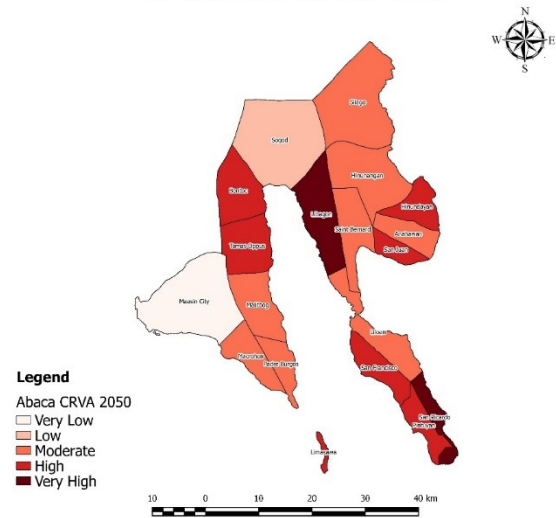 N
W E
S
Silago
Sogod
Hinunangan
Bontoc
Hinundayan
Libagon
Saint Bernard
Anahawan
Tomas Oppus
San Juan
Maasin City
Malitbog
Liloan
Macrohon
Padre Burgos
San Francisco
San Ricardo
Pintuyan
Limasawa
Legend
Abaca CRVA 2050
Very Low
Low
Moderate
High
Very High
10 0 10 20 30 40 km